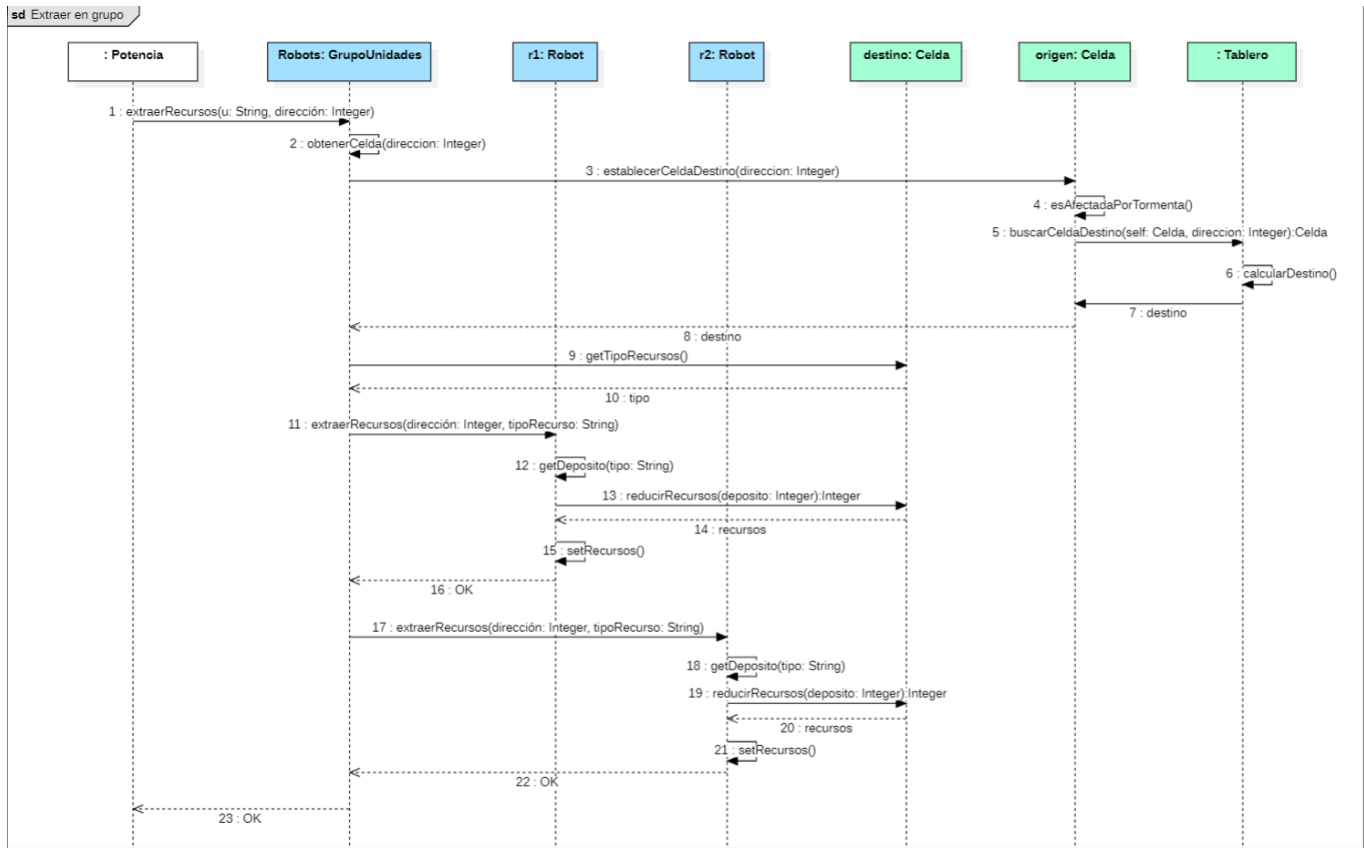 sd Extraer en grupo
: Potencia
Robots: GrupoUnidades
r1: Robot
r2: Robot
destino: Celda
origen: Celda
: Tablero
1 : extraerRecursos(u: String, dirección: Integer)
2 : obtenerCelda(direccion: Integer)
3 : establecerCeldaDestino(direccion: Integer)
4 : esAfectadaPorTormenta()
5 : buscarCeldaDestino(self: Celda, direccion: Integer):Celda
6 : calcularDestino()
7 : destino
8 : destino
9 : getTipoRecursos()
10 : tipo
11 : extraerRecursos(dirección: Integer, tipoRecurso: String)
12 : getDeposito(tipo: String)
13 : reducirRecursos(deposito: Integer):Integer
14 : recursos
15 : setRecursos()
16 : OK
17 : extraerRecursos(dirección: Integer, tipoRecurso: String)
18 : getDeposito(tipo: String)
19 : reducirRecursos(deposito: Integer):Integer
20 : recursos
21 : setRecursos()
22 : OK
23 : OK